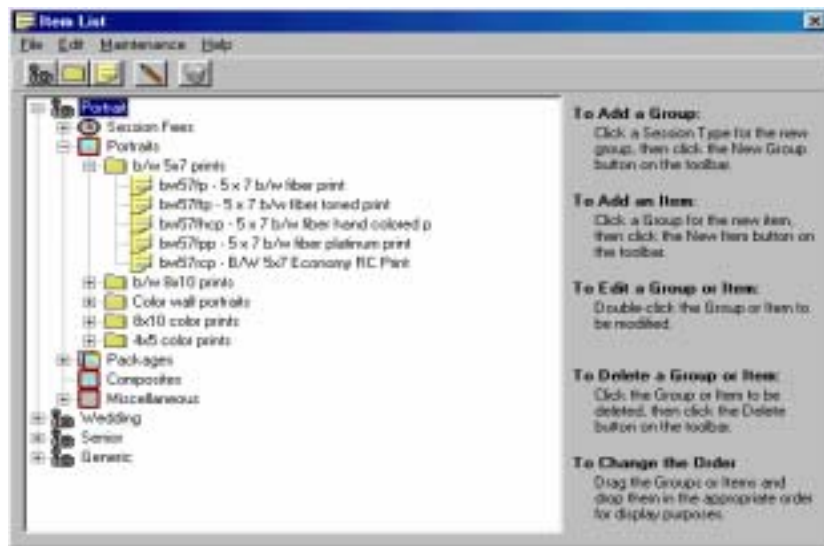 Item List
File Edit Maintenance Help
Portrait
Session Fees
Portraits
b/w 5x7 prints
bw57fp - 5 x 7 b/w fiber print
bw57ftp - 5 x 7 b/w fiber toned print
bw57fhcp - 5 x 7 b/w fiber hand colored p
bw57fpp - 5 x 7 b/w fiber platinum print
bw57rcp - B/W 5x7 Economy RC Print
b/w 8x10 prints
Color wall portraits
8x10 color prints
4x5 color prints
Packages
Composites
Miscellaneous
Wedding
Senior
Generic
To Add a Group:
Click a Session Type for the new
group, then click the New Group
button on the toolbar.
To Add an Item:
Click a Group for the new item,
then click the New Item button on
the toolbar.
To Edit a Group or Item:
Double-click the Group or Item to
be modified.
To Delete a Group or Item:
Click the Group or Item to be
deleted, then click the Delete
button on the toolbar.
To Change the Order
Drag the Groups or Items and
drop them in the appropriate order
for display purposes.